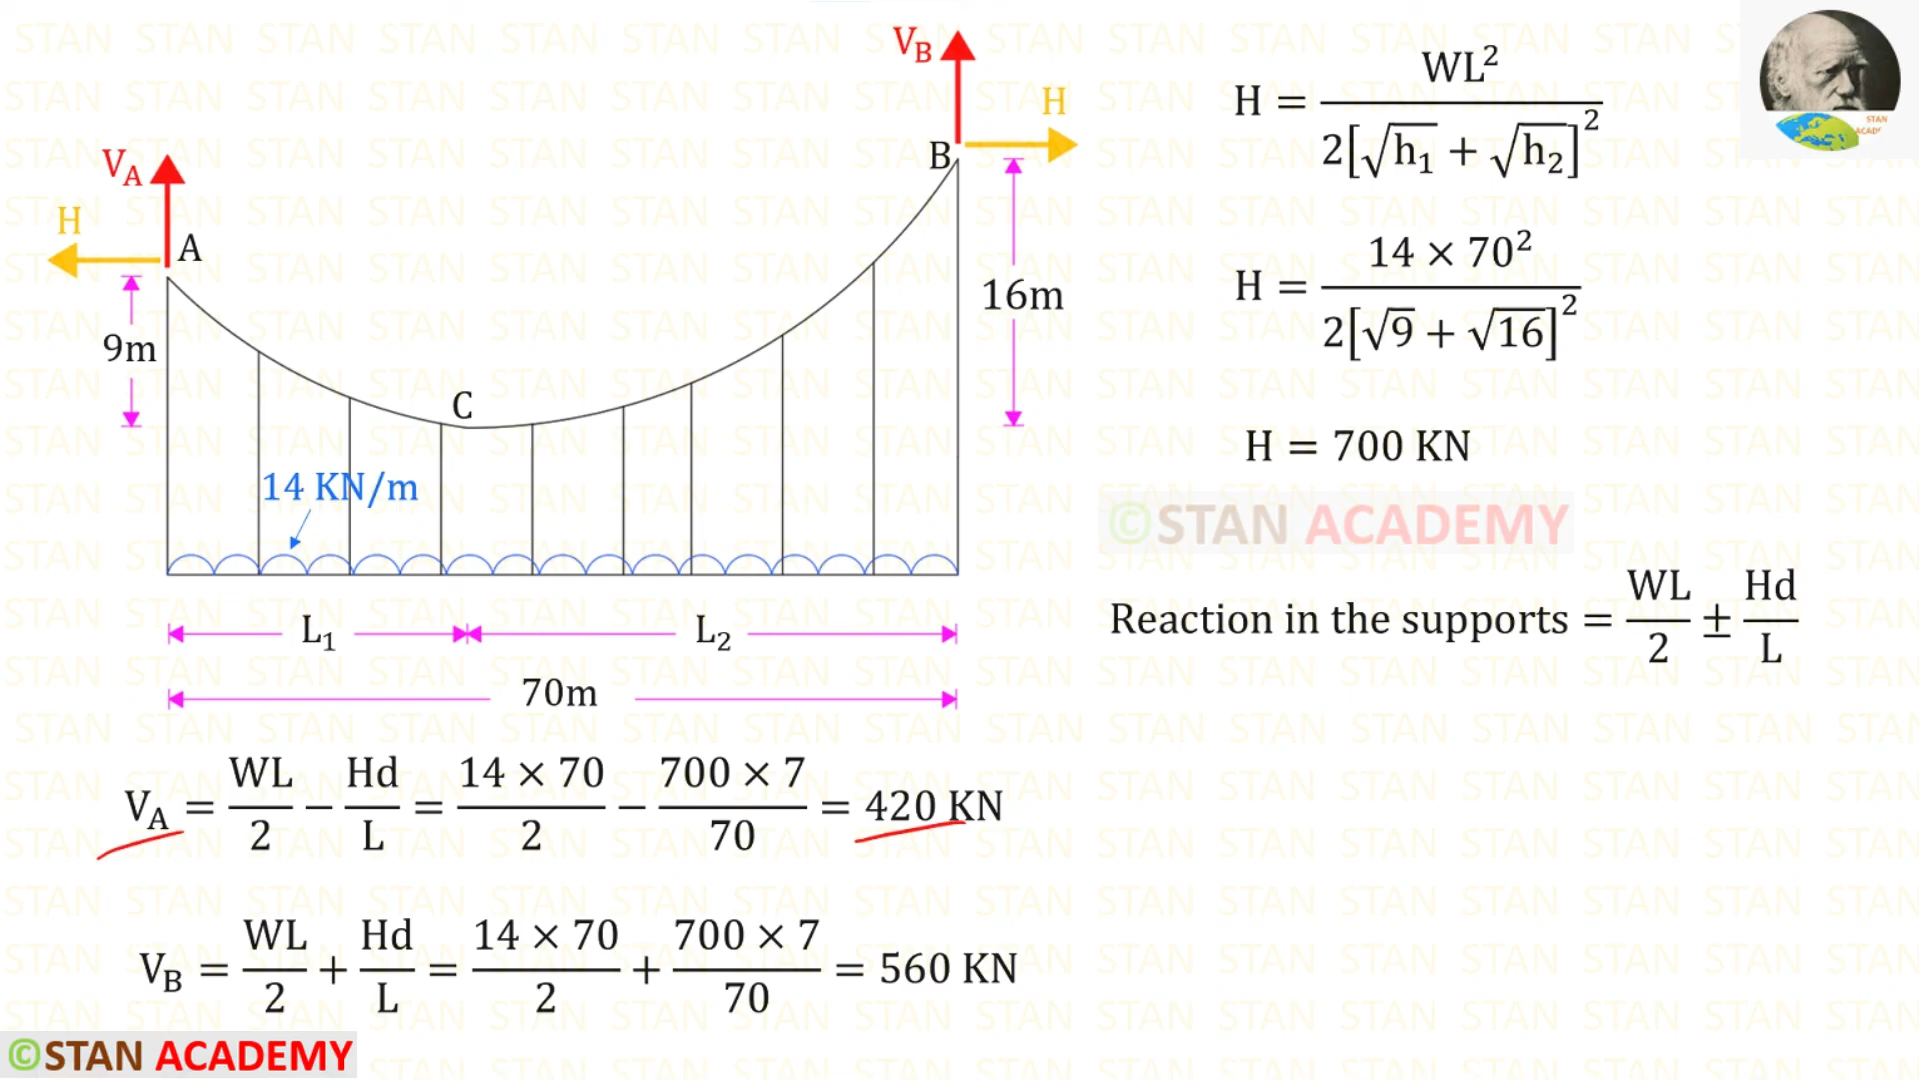 V_B
H
B
V_A
H
A
9m
16m
C
14 KN/m
L₁
L₂
70m
H = WL² / 2[√h₁ + √h₂]²
H = 14 × 70² / 2[√9 + √16]²
H = 700 KN
©STAN ACADEMY
Reaction in the supports = WL/2 ± Hd/L
V_A = WL/2 − Hd/L = 14 × 70/2 − 700 × 7/70 = 420 KN
V_B = WL/2 + Hd/L = 14 × 70/2 + 700 × 7/70 = 560 KN
©STAN ACADEMY
STAN